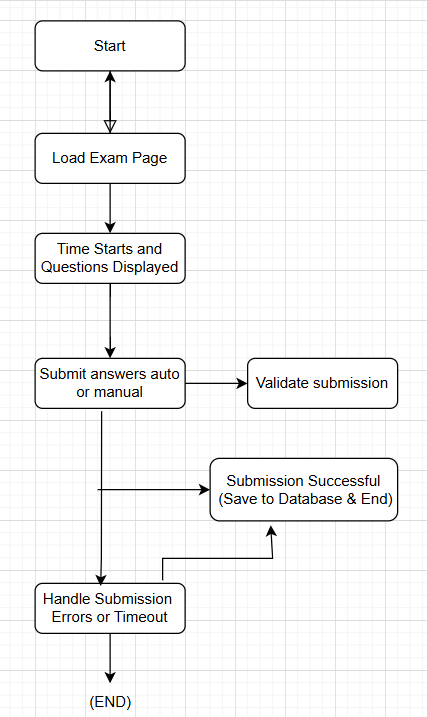 Start
Load Exam Page
Time Starts and
Questions Displayed
Submit answers auto
or manual
Validate submission
Submission Successful
(Save to Database & End)
Handle Submission
Errors or Timeout
(END)